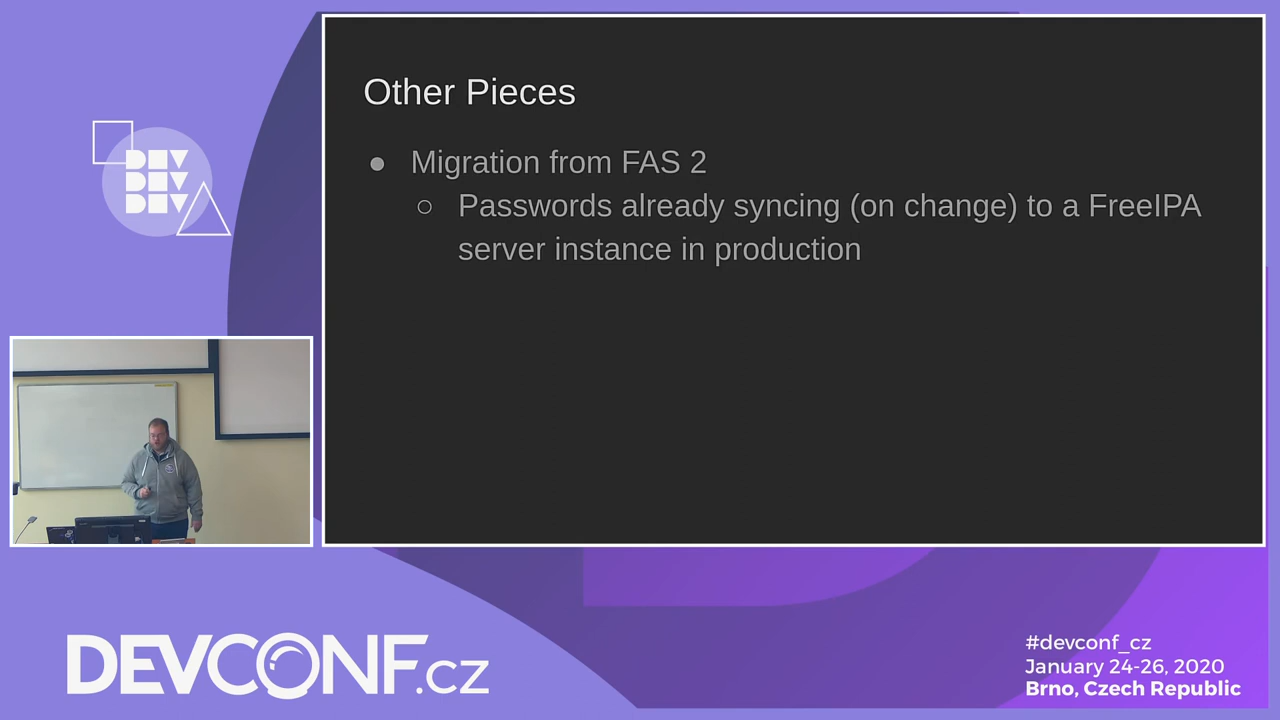 Other Pieces
● Migration from FAS 2
○ Passwords already syncing (on change) to a FreeIPA
server instance in production
DEV
DEV
DEV
DEVCONF.cz
#devconf_cz
January 24-26, 2020
Brno, Czech Republic